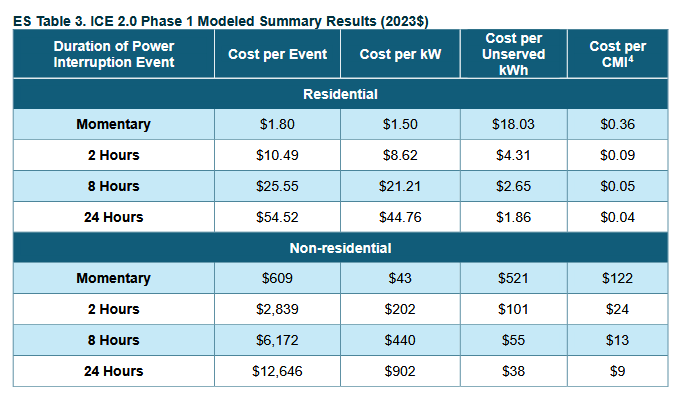 ES Table 3. ICE 2.0 Phase 1 Modeled Summary Results (2023$)
Duration of Power
Interruption Event
Cost per Event
Cost per kW
Cost per
Unserved
kWh
Cost per
CMI⁴
Residential
Momentary $1.80 $1.50 $18.03 $0.36
2 Hours $10.49 $8.62 $4.31 $0.09
8 Hours $25.55 $21.21 $2.65 $0.05
24 Hours $54.52 $44.76 $1.86 $0.04
Non-residential
Momentary $609 $43 $521 $122
2 Hours $2,839 $202 $101 $24
8 Hours $6,172 $440 $55 $13
24 Hours $12,646 $902 $38 $9